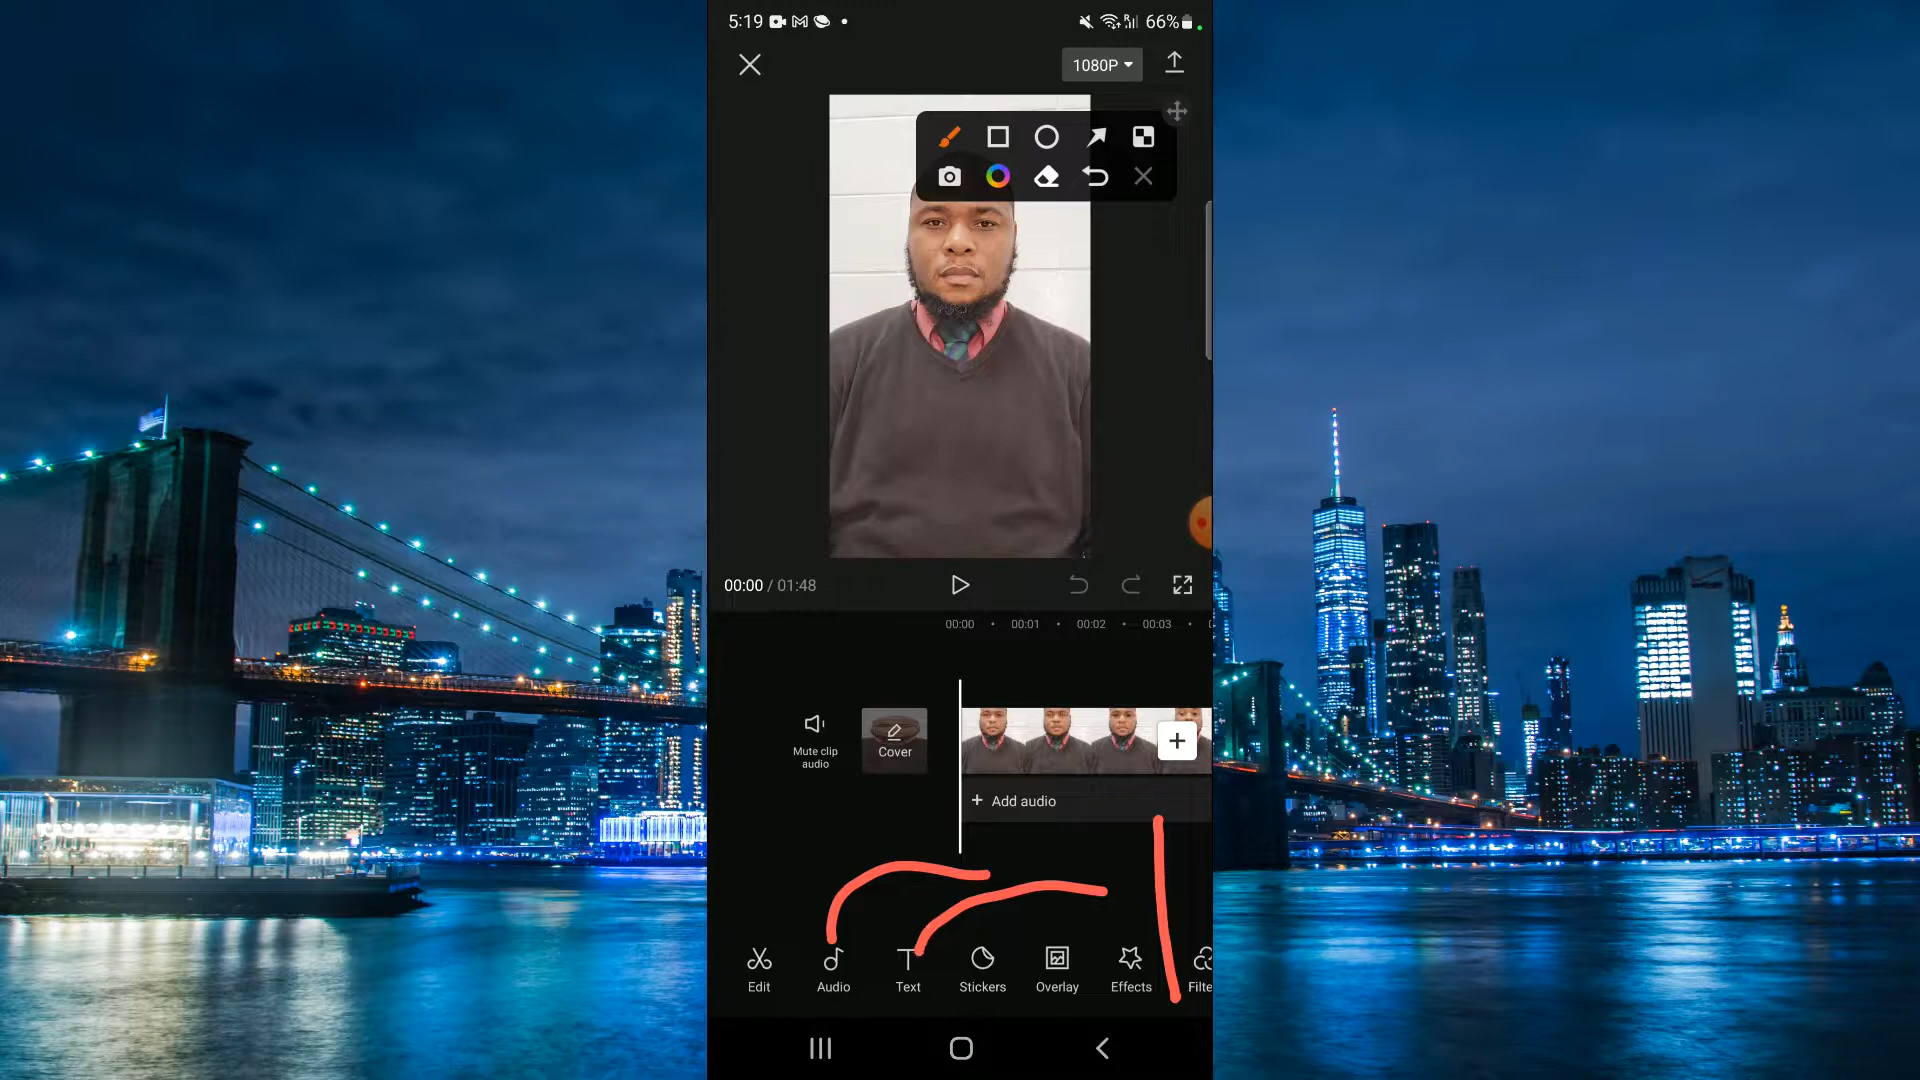 5:19
66%
1080P
00:00 / 01:48
00:00 00:01 00:02 00:03
Mute clip
audio
Cover
+ Add audio
Edit Audio Text Stickers Overlay Effects Filte